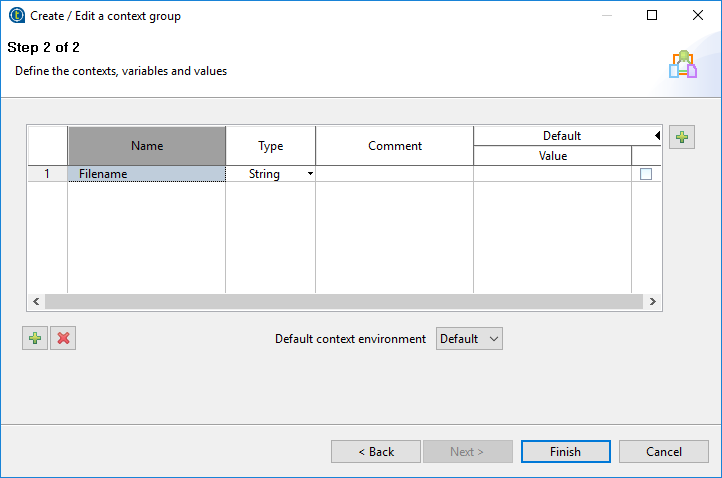 Create / Edit a context group
Step 2 of 2
Define the contexts, variables and values
Name Type Comment Default
Value
1 Filename String
Default context environment Default
< Back Next > Finish Cancel